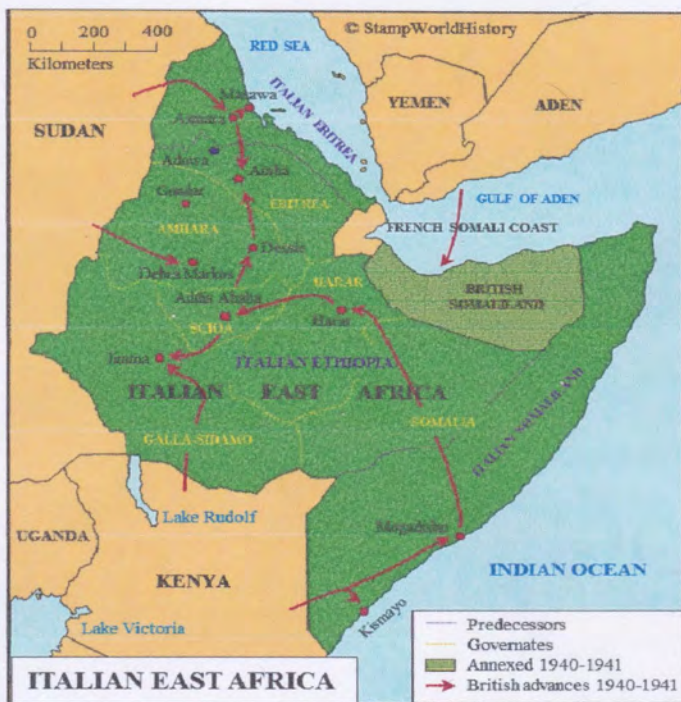 0 200 400
Kilometers
© StampWorldHistory
RED SEA
SUDAN
Massawa
Asmara
ITALIAN ERITREA
YEMEN
ADEN
Adowa
Gondar
ERITREA
GULF OF ADEN
AMHARA
FRENCH SOMALI COAST
Dessie
Debra Markos
HARAR
BRITISH
SOMALILAND
Addis Ababa
Harar
SCIOA
ITALIAN ETHIOPIA
ITALIAN EAST AFRICA
GALLA-SIDAMO
SOMALIA
ITALIAN SOMALILAND
Lake Rudolf
UGANDA
Mogadishu
KENYA
INDIAN OCEAN
Kismayo
Lake Victoria
Predecessors
Governates
Annexed 1940-1941
British advances 1940-1941
ITALIAN EAST AFRICA